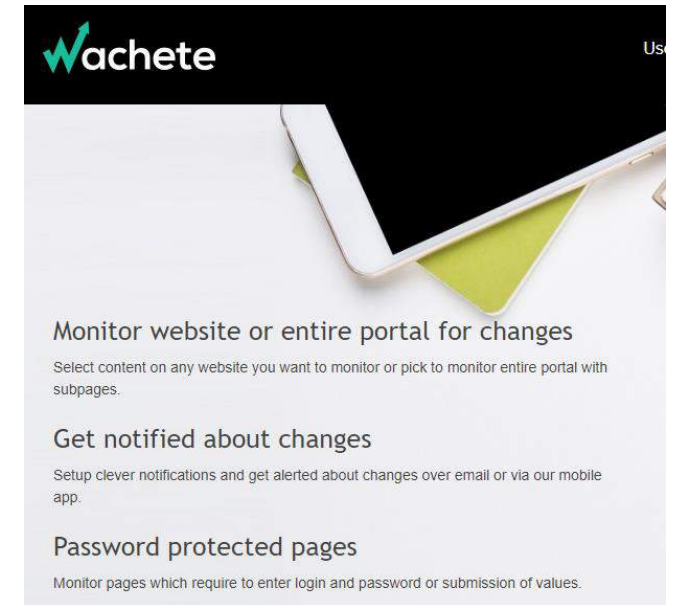 Wachete
Monitor website or entire portal for changes
Select content on any website you want to monitor or pick to monitor entire portal with
subpages.
Get notified about changes
Setup clever notifications and get alerted about changes over email or via our mobile
app.
Password protected pages
Monitor pages which require to enter login and password or submission of values.